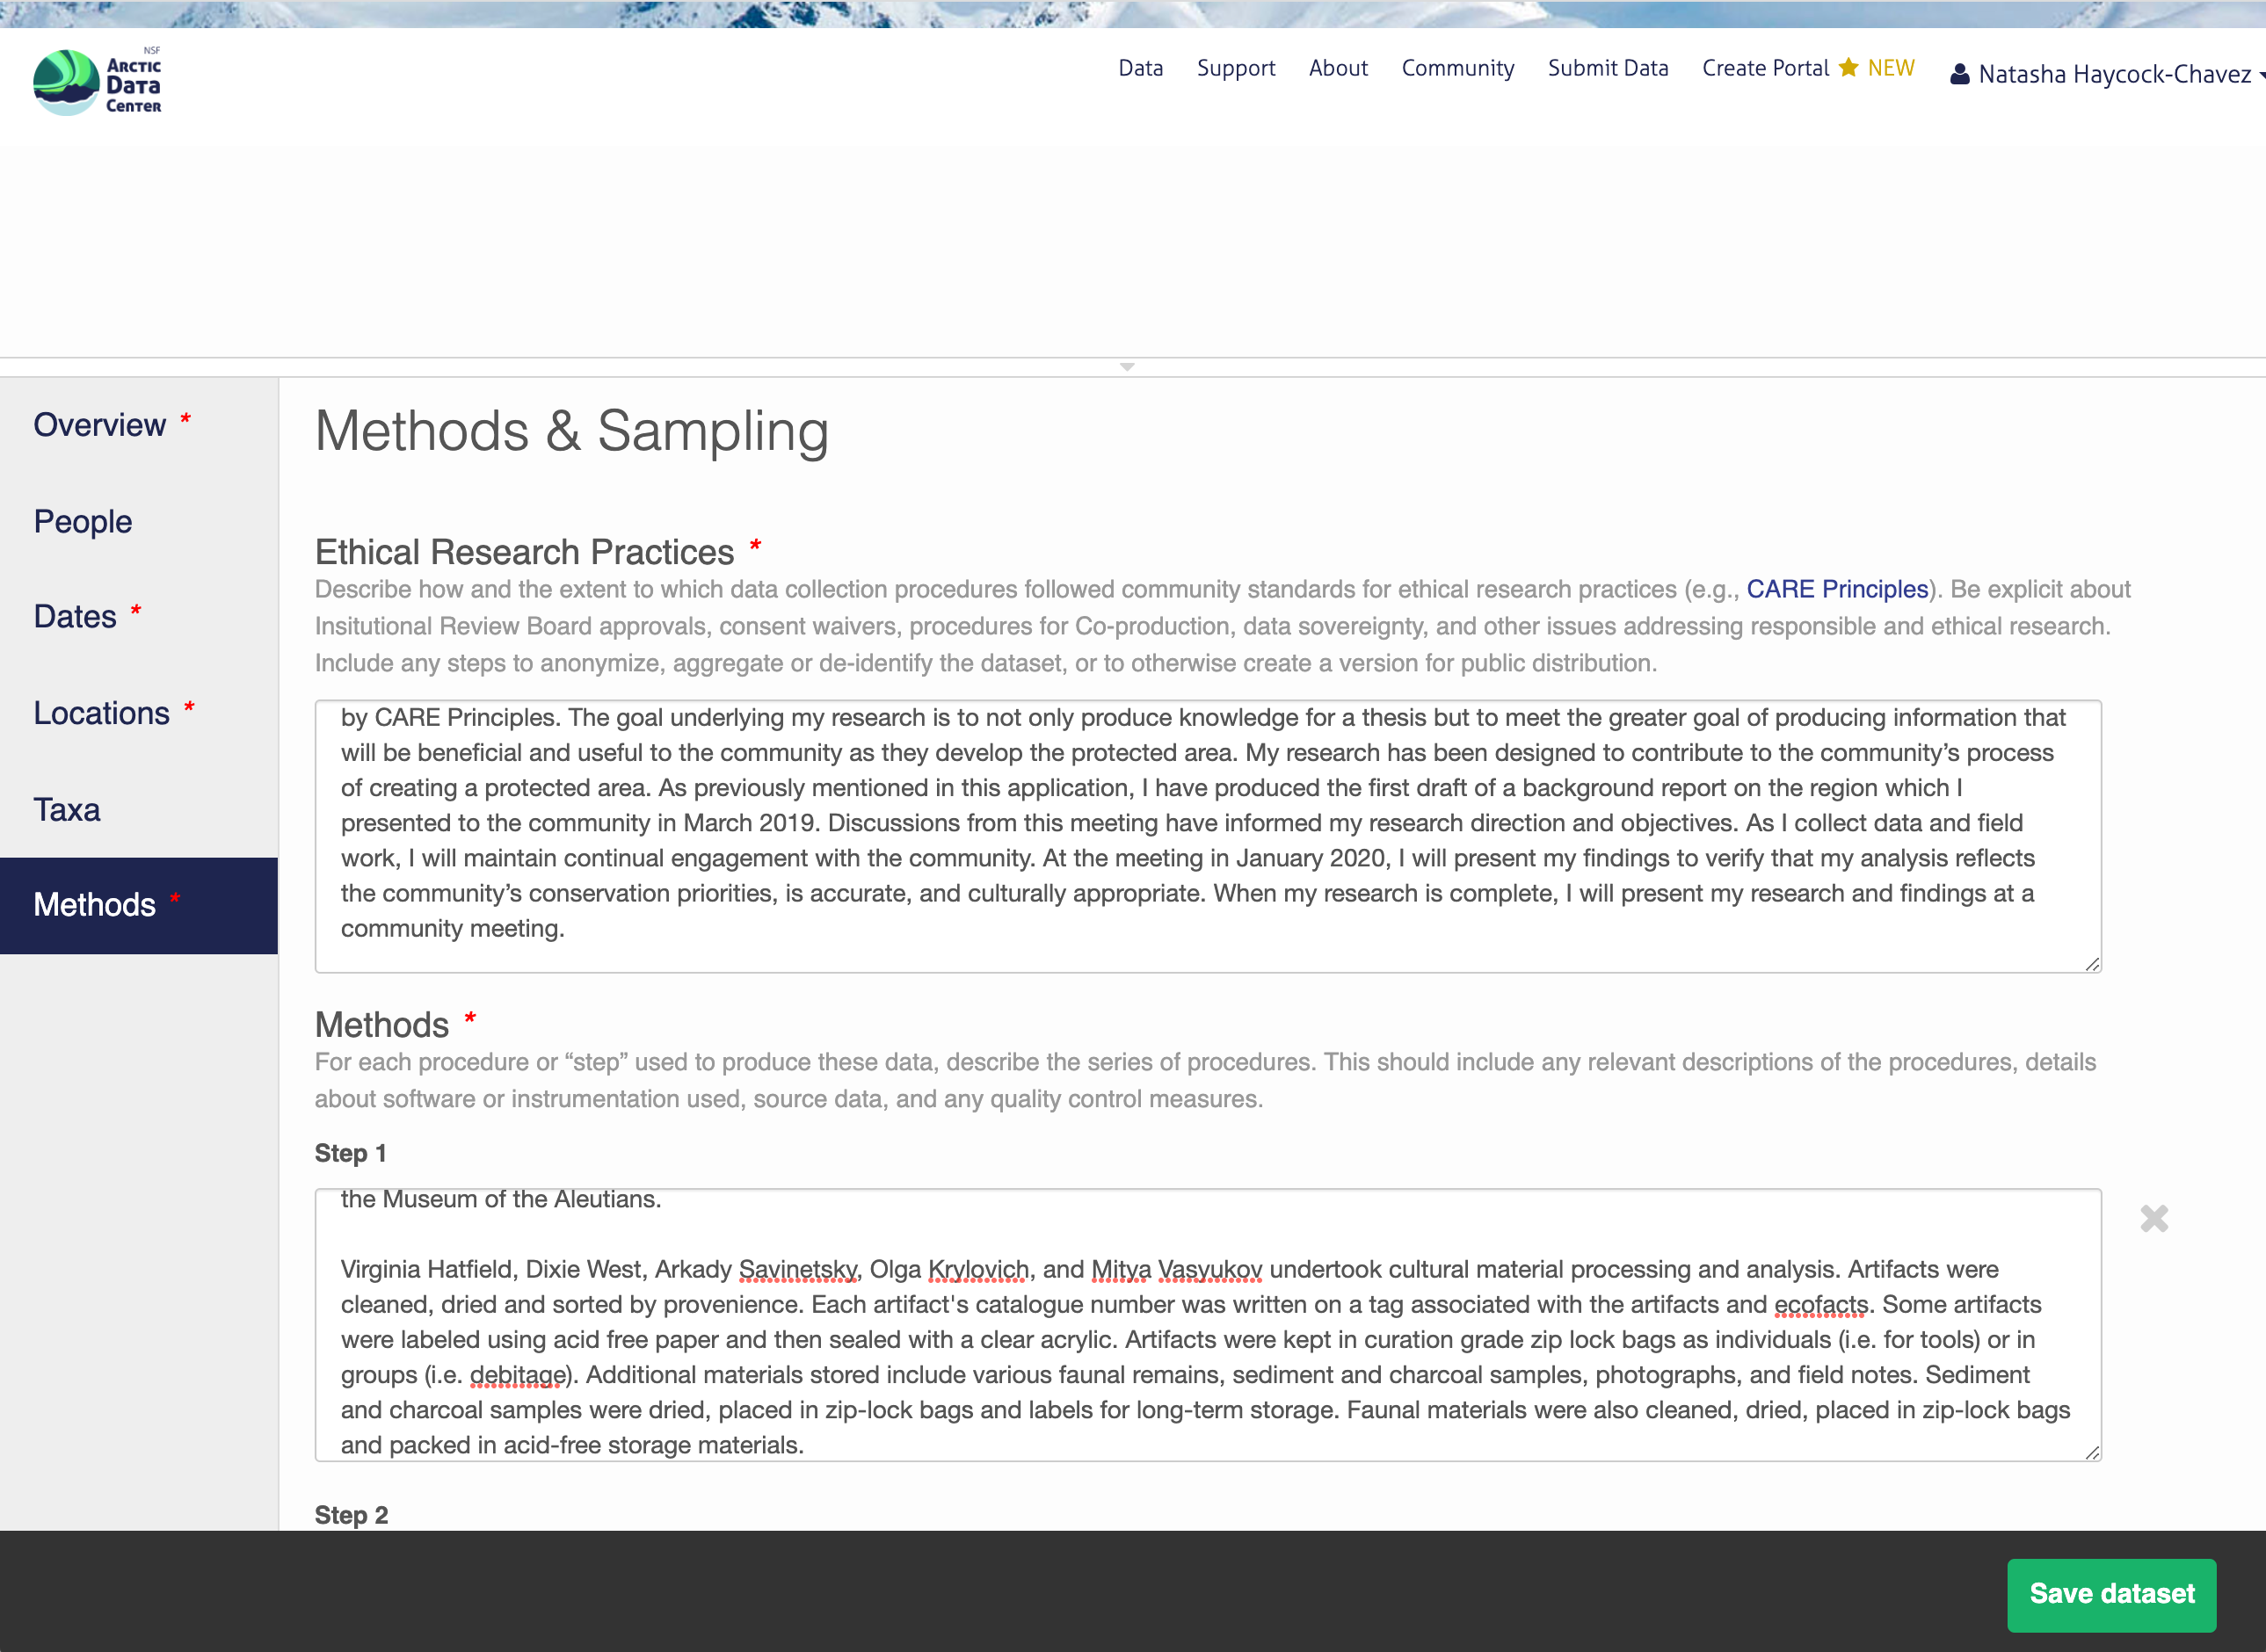 NSF
ARCTIC
DATA
CENTER
Data Support About Community Submit Data Create Portal NEW Natasha Haycock-Chavez
Overview *
People
Dates *
Locations *
Taxa
Methods *
Methods & Sampling
Ethical Research Practices *
Describe how and the extent to which data collection procedures followed community standards for ethical research practices (e.g., CARE Principles). Be explicit about
Insitutional Review Board approvals, consent waivers, procedures for Co-production, data sovereignty, and other issues addressing responsible and ethical research.
Include any steps to anonymize, aggregate or de-identify the dataset, or to otherwise create a version for public distribution.
by CARE Principles. The goal underlying my research is to not only produce knowledge for a thesis but to meet the greater goal of producing information that
will be beneficial and useful to the community as they develop the protected area. My research has been designed to contribute to the community’s process
of creating a protected area. As previously mentioned in this application, I have produced the first draft of a background report on the region which I
presented to the community in March 2019. Discussions from this meeting have informed my research direction and objectives. As I collect data and field
work, I will maintain continual engagement with the community. At the meeting in January 2020, I will present my findings to verify that my analysis reflects
the community’s conservation priorities, is accurate, and culturally appropriate. When my research is complete, I will present my research and findings at a
community meeting.
Methods *
For each procedure or “step” used to produce these data, describe the series of procedures. This should include any relevant descriptions of the procedures, details
about software or instrumentation used, source data, and any quality control measures.
Step 1
the Museum of the Aleutians.
Virginia Hatfield, Dixie West, Arkady Savinetsky, Olga Krylovich, and Mitya Vasyukov undertook cultural material processing and analysis. Artifacts were
cleaned, dried and sorted by provenience. Each artifact's catalogue number was written on a tag associated with the artifacts and ecofacts. Some artifacts
were labeled using acid free paper and then sealed with a clear acrylic. Artifacts were kept in curation grade zip lock bags as individuals (i.e. for tools) or in
groups (i.e. debitage). Additional materials stored include various faunal remains, sediment and charcoal samples, photographs, and field notes. Sediment
and charcoal samples were dried, placed in zip-lock bags and labels for long-term storage. Faunal materials were also cleaned, dried, placed in zip-lock bags
and packed in acid-free storage materials.
Step 2
Save dataset